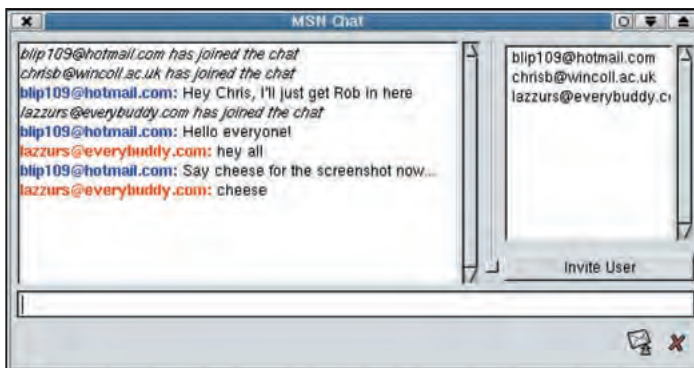 MSN Chat
blip109@hotmail.com has joined the chat
chrisb@wincoll.ac.uk has joined the chat
blip109@hotmail.com: Hey Chris, I'll just get Rob in here
lazzurs@everybuddy.com has joined the chat
blip109@hotmail.com: Hello everyone!
lazzurs@everybuddy.com: hey all
blip109@hotmail.com: Say cheese for the screenshot now...
lazzurs@everybuddy.com: cheese
blip109@hotmail.com
chrisb@wincoll.ac.uk
lazzurs@everybuddy.c
Invite User